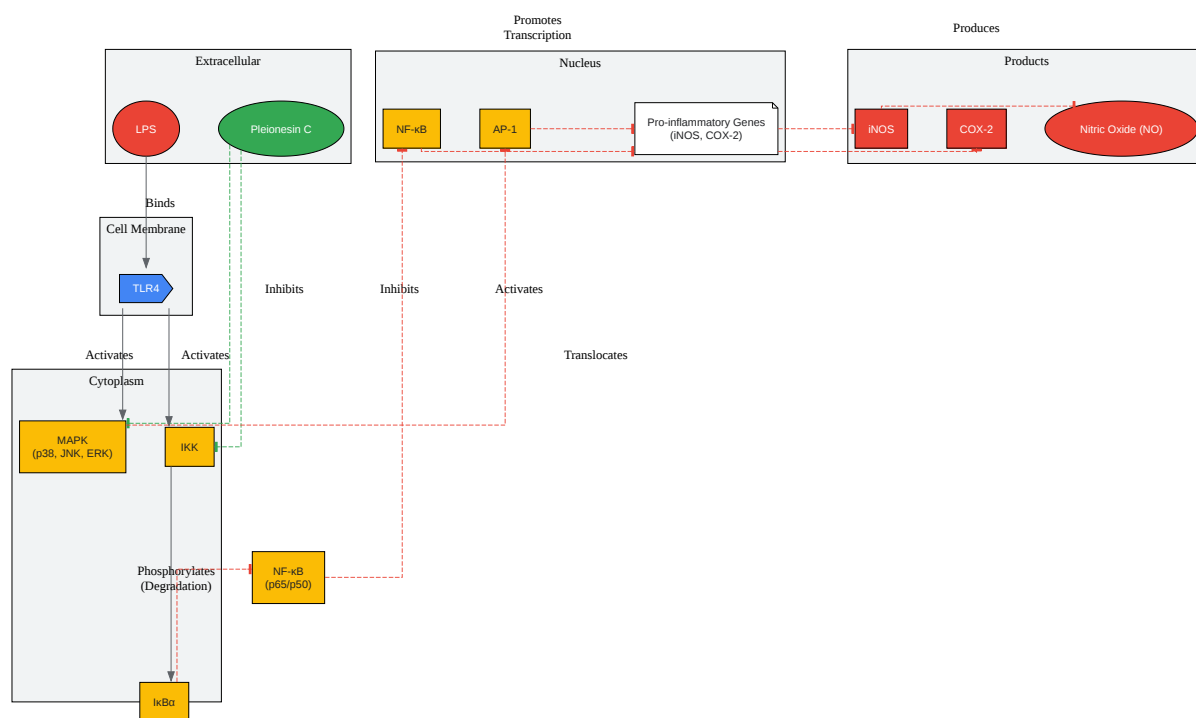 Promotes
Transcription
Produces
Extracellular
Nucleus
Products
LPS
Pleionesin C
NF-κB
AP-1
Pro-inflammatory Genes
(iNOS, COX-2)
iNOS
COX-2
Nitric Oxide (NO)
Binds
Cell Membrane
TLR4
Inhibits
Inhibits
Activates
Activates
Activates
Translocates
Cytoplasm
MAPK
(p38, JNK, ERK)
IKK
Phosphorylates
(Degradation)
NF-κB
(p65/p50)
IκBα